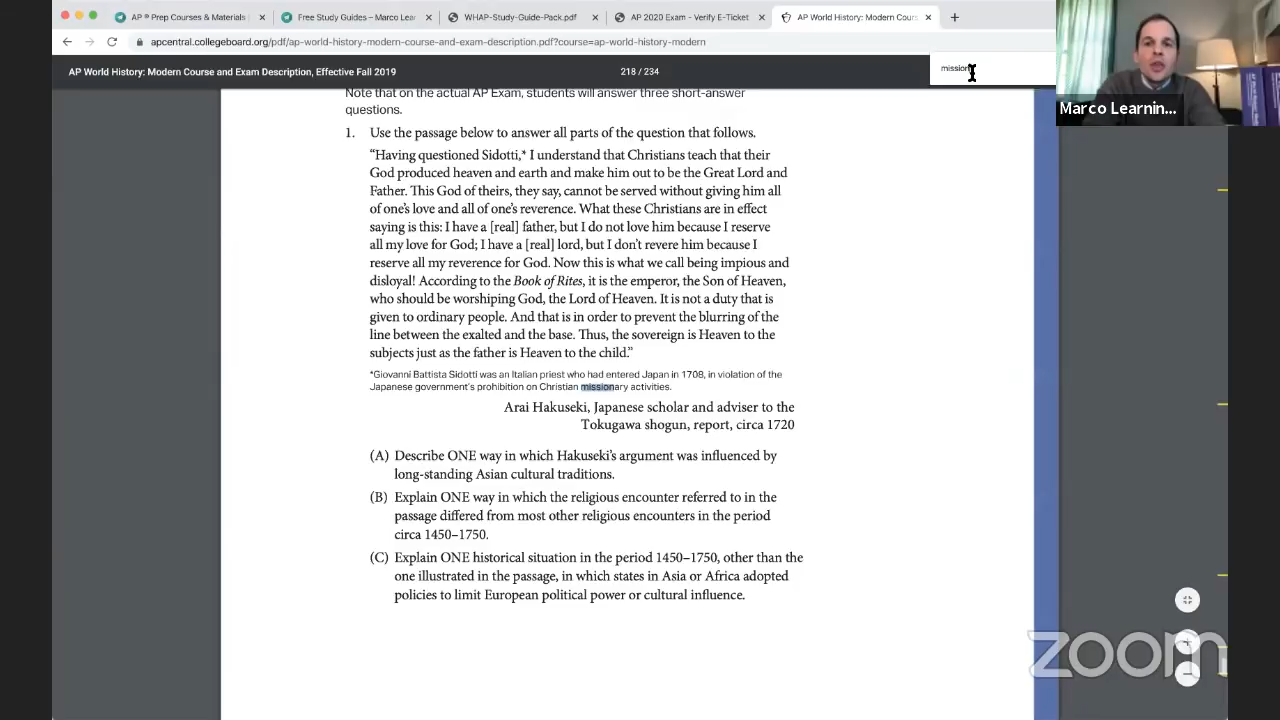 AP ® Prep Courses & Materials
Free Study Guides – Marco Lear
WHAP-Study-Guide-Pack.pdf
AP 2020 Exam - Verify E-Ticket
AP World History: Modern Cour
apcentral.collegeboard.org/pdf/ap-world-history-modern-course-and-exam-description.pdf?course=ap-world-history-modern
AP World History: Modern Course and Exam Description, Effective Fall 2019
218 / 234
mission
Marco Learnin...
Note that on the actual AP Exam, students will answer three short-answer
questions.
1. Use the passage below to answer all parts of the question that follows.
“Having questioned Sidotti,* I understand that Christians teach that their
God produced heaven and earth and make him out to be the Great Lord and
Father. This God of theirs, they say, cannot be served without giving him all
of one’s love and all of one’s reverence. What these Christians are in effect
saying is this: I have a [real] father, but I do not love him because I reserve
all my love for God; I have a [real] lord, but I don’t revere him because I
reserve all my reverence for God. Now this is what we call being impious and
disloyal! According to the Book of Rites, it is the emperor, the Son of Heaven,
who should be worshiping God, the Lord of Heaven. It is not a duty that is
given to ordinary people. And that is in order to prevent the blurring of the
line between the exalted and the base. Thus, the sovereign is Heaven to the
subjects just as the father is Heaven to the child.”
*Giovanni Battista Sidotti was an Italian priest who had entered Japan in 1708, in violation of the
Japanese government’s prohibition on Christian missionary activities.
Arai Hakuseki, Japanese scholar and adviser to the
Tokugawa shogun, report, circa 1720
(A) Describe ONE way in which Hakuseki’s argument was influenced by
long-standing Asian cultural traditions.
(B) Explain ONE way in which the religious encounter referred to in the
passage differed from most other religious encounters in the period
circa 1450–1750.
(C) Explain ONE historical situation in the period 1450–1750, other than the
one illustrated in the passage, in which states in Asia or Africa adopted
policies to limit European political power or cultural influence.
zoom